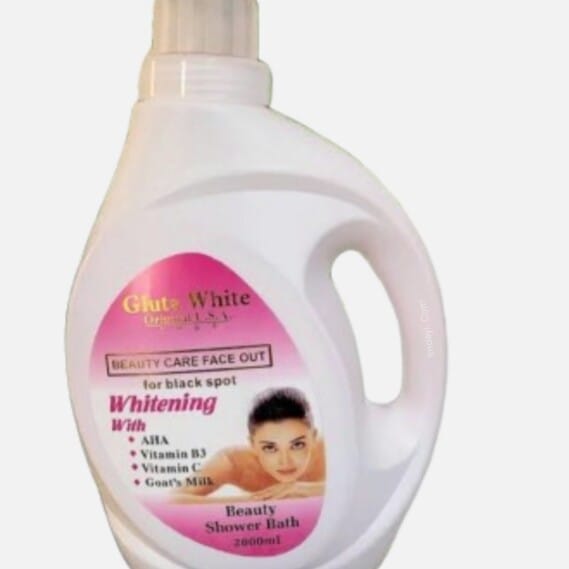 Gluta White
Original U.S.A.
BEAUTY CARE FACE OUT
for black spot
Whitening
With
AHA
Vitamin B3
Vitamin C
Goat's Milk
Beauty
Shower Bath
2000ml